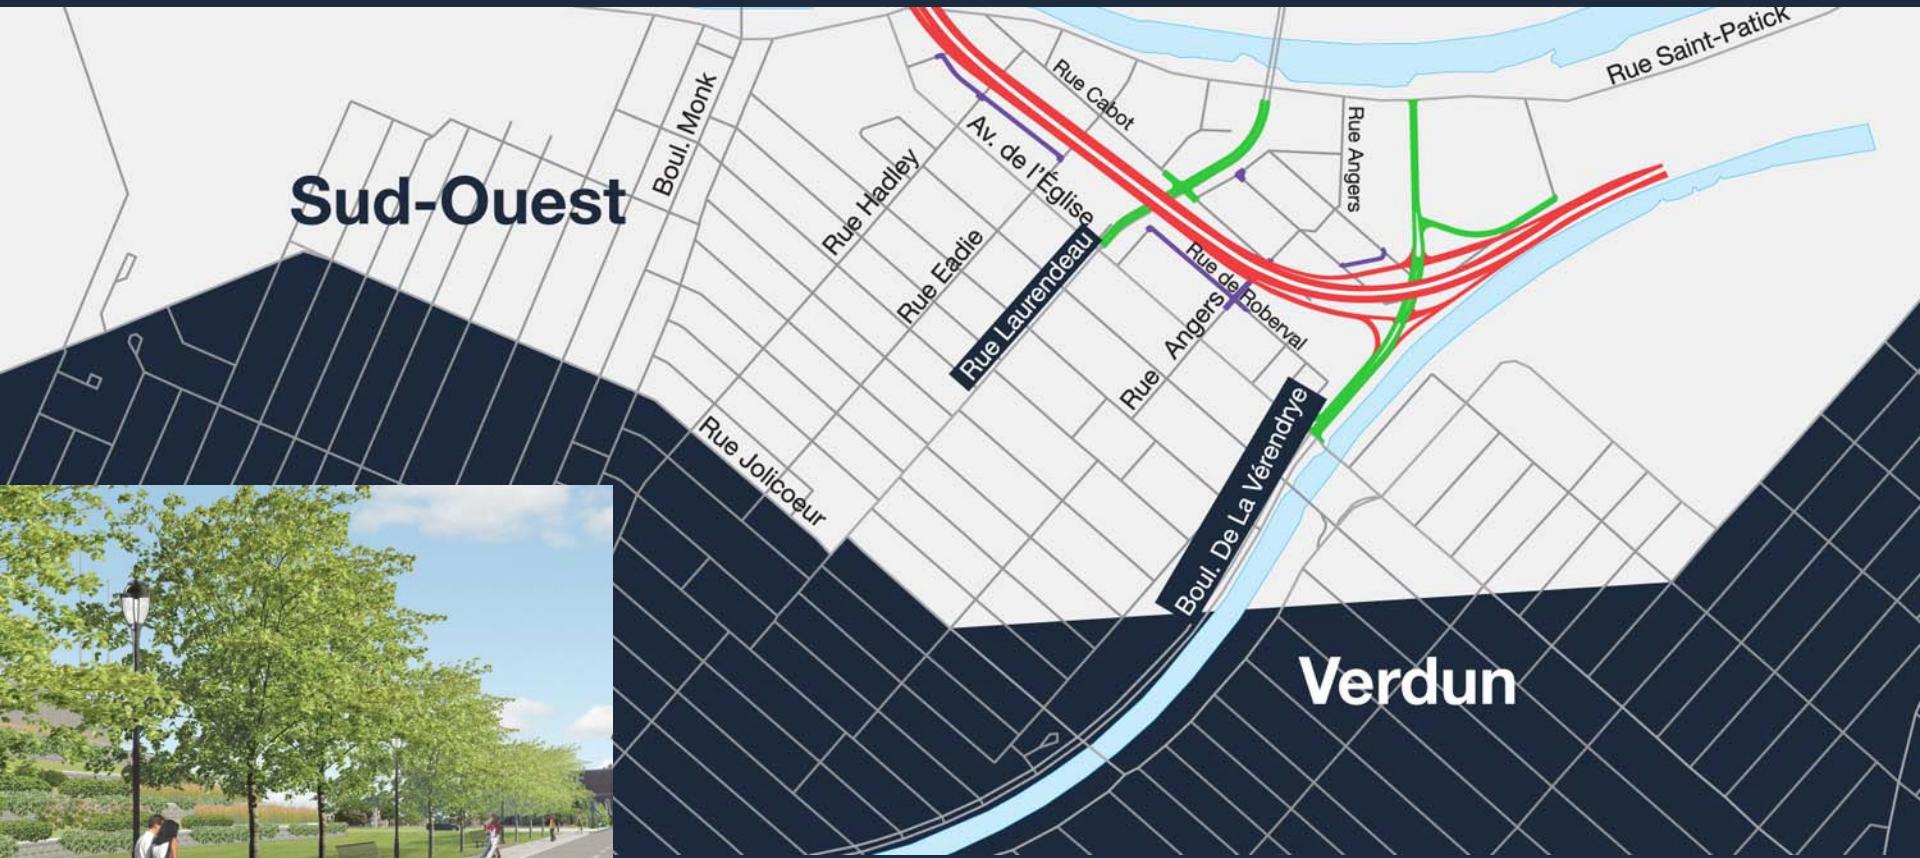 Rue Saint-Patick
Rue Cabot
Boul. Monk
Rue Angers
Av. de l'Église
Sud-Ouest
Rue Hadley
Rue Eadie
Rue Laurendeau
Rue de Roberval
Rue Angers
Boul. De La Vérendrye
Rue Jolicoeur
Verdun